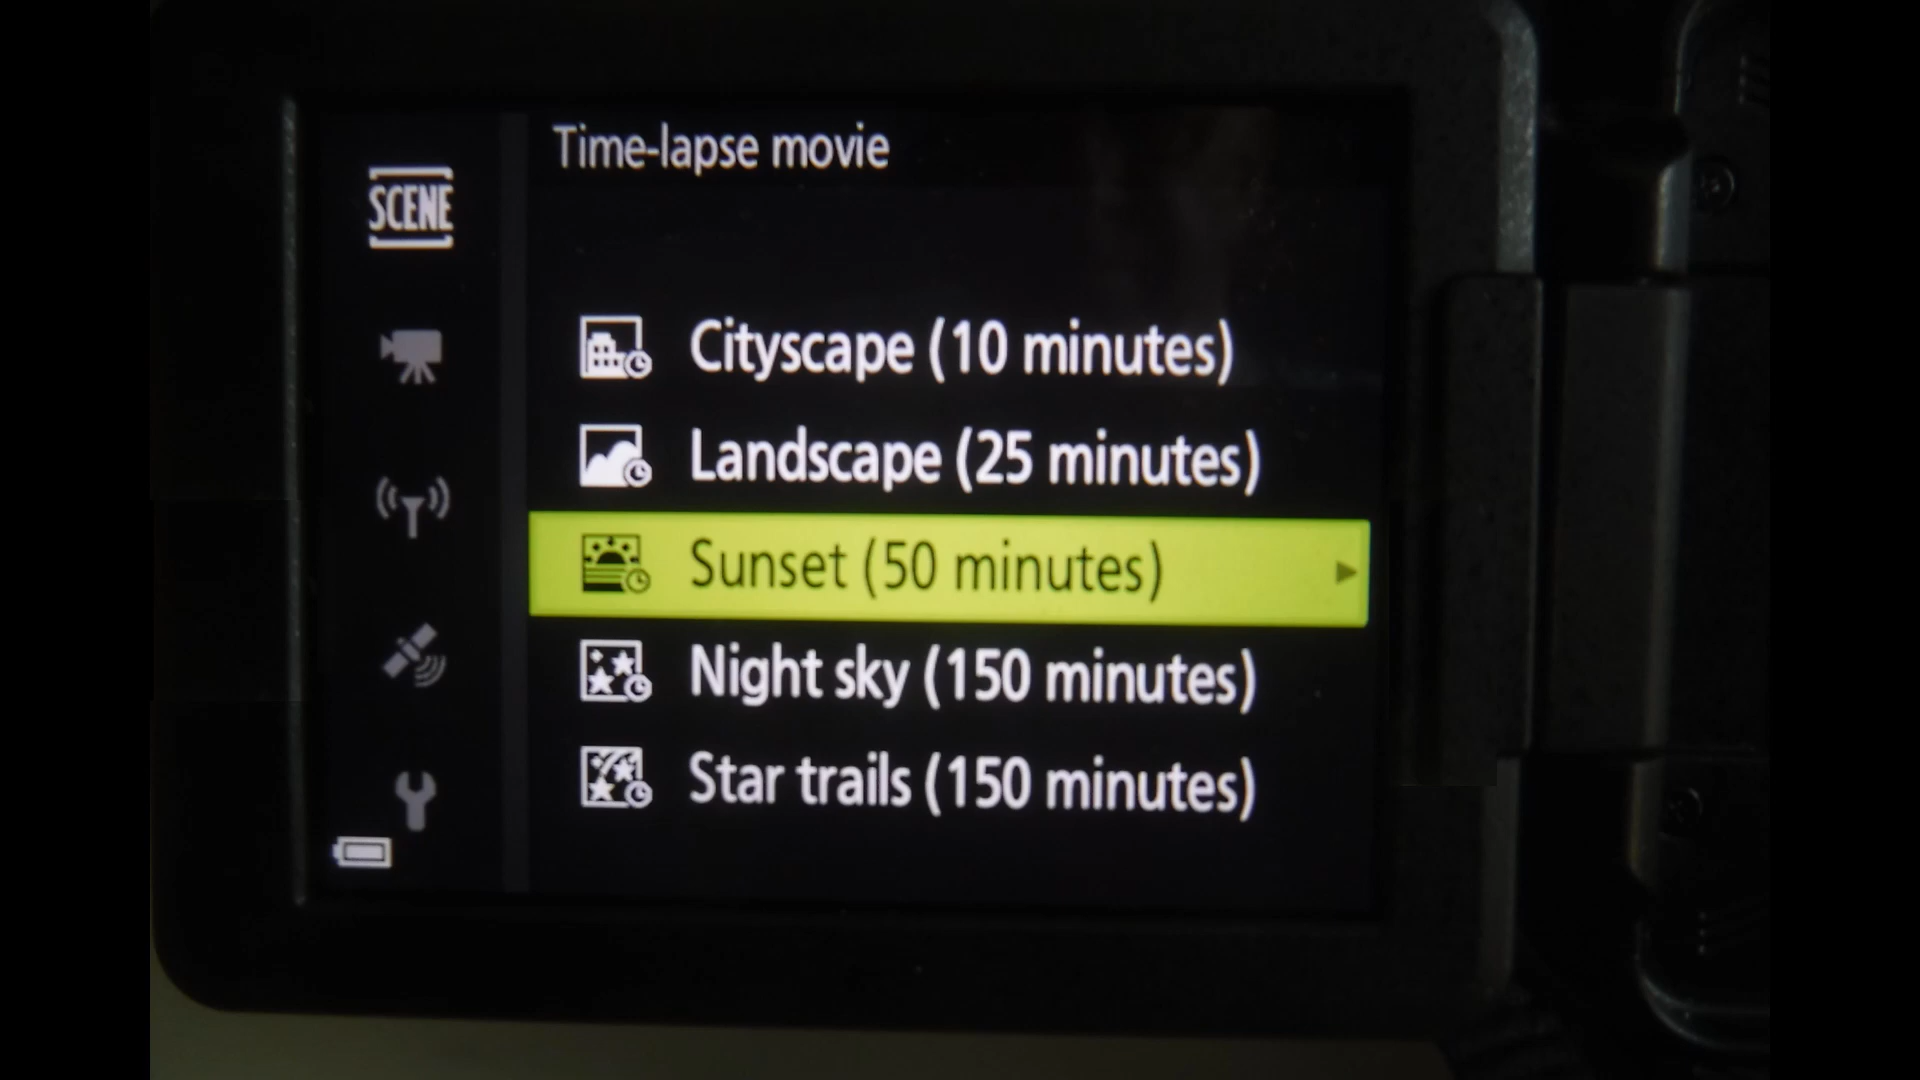 Time-lapse movie
SCENE
Cityscape (10 minutes)
Landscape (25 minutes)
Sunset (50 minutes)
Night sky (150 minutes)
Star trails (150 minutes)